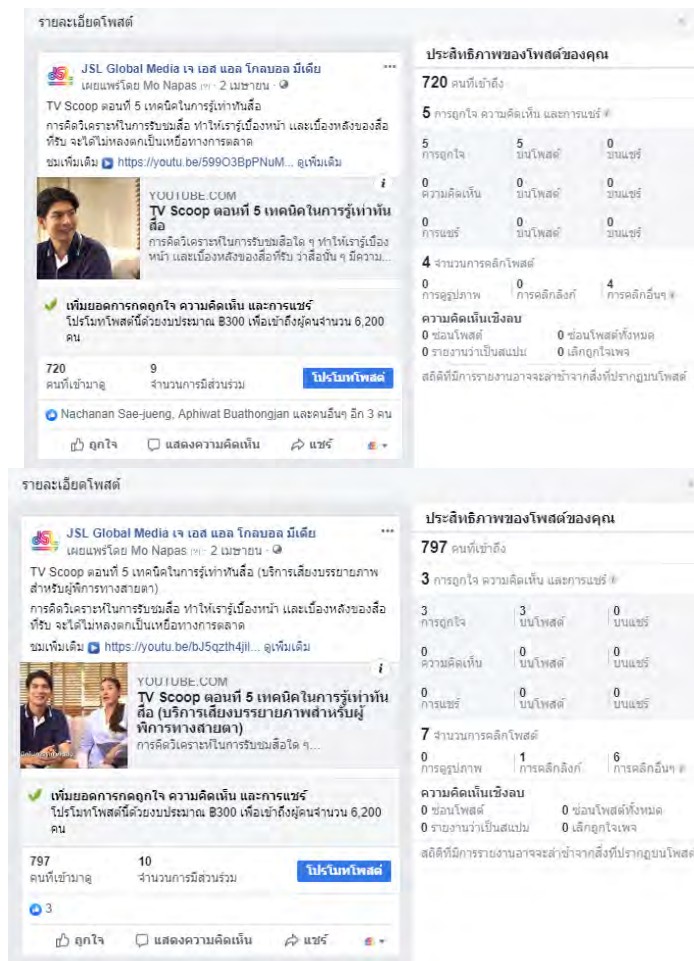 รายละเอียดโพสต์
JSL Global Media เจ เอส แอล โกลบอล มีเดีย
เผยแพร่โดย Mo Napas · 2 เมษายน ·
TV Scoop ตอนที่ 5 เทคนิคในการรู้เท่าทันสื่อ
การคิดวิเคราะห์ในการรับชมสื่อ ทำให้เรารู้เบื้องหน้า และเบื้องหลังของสื่อ
ที่รับ จะได้ไม่หลงตกเป็นเหยื่อทางการตลาด
ชมเพิ่มเติม https://youtu.be/599O3BpPNuM... ดูเพิ่มเติม
YOUTUBE.COM
TV Scoop ตอนที่ 5 เทคนิคในการรู้เท่าทัน
สื่อ
การคิดวิเคราะห์ในการรับชมสื่อใด ๆ ทำให้เรารู้เบื้อง
หน้า และเบื้องหลังของสื่อที่รับ ว่าสื่อนั้น ๆ มีความ...
เพิ่มยอดการกดถูกใจ ความคิดเห็น และการแชร์
โปรโมทโพสต์นี้ด้วยงบประมาณ ฿300 เพื่อเข้าถึงผู้คนจำนวน 6,200
คน
720 9
คนที่เข้ามาดู จำนวนการมีส่วนร่วม โปรโมทโพสต์
Nachanan Sae-jueng, Aphiwat Buathongjan และคนอื่นๆ อีก 3 คน
ถูกใจ แสดงความคิดเห็น แชร์
ประสิทธิภาพของโพสต์ของคุณ
720 คนที่เข้าถึง
5 การถูกใจ ความคิดเห็น และการแชร์
5 5 0
การถูกใจ บนโพสต์ บนแชร์
0 0 0
ความคิดเห็น บนโพสต์ บนแชร์
0 0 0
การแชร์ บนโพสต์ บนแชร์
4 จำนวนการคลิกโพสต์
0 0 4
การดูรูปภาพ การคลิกลิงก์ การคลิกอื่นๆ
ความคิดเห็นเชิงลบ
0 ซ่อนโพสต์ 0 ซ่อนโพสต์ทั้งหมด
0 รายงานว่าเป็นสแปม 0 เลิกถูกใจเพจ
สถิติที่มีการรายงานอาจจะล่าช้าจากสิ่งที่ปรากฏบนโพสต์
รายละเอียดโพสต์
JSL Global Media เจ เอส แอล โกลบอล มีเดีย
เผยแพร่โดย Mo Napas · 2 เมษายน ·
TV Scoop ตอนที่ 5 เทคนิคในการรู้เท่าทันสื่อ (บริการเสียงบรรยายภาพ
สำหรับผู้พิการทางสายตา)
การคิดวิเคราะห์ในการรับชมสื่อ ทำให้เรารู้เบื้องหน้า และเบื้องหลังของสื่อ
ที่รับ จะได้ไม่หลงตกเป็นเหยื่อทางการตลาด
ชมเพิ่มเติม https://youtu.be/bJ5qzth4jiI... ดูเพิ่มเติม
YOUTUBE.COM
TV Scoop ตอนที่ 5 เทคนิคในการรู้เท่าทัน
สื่อ (บริการเสียงบรรยายภาพสำหรับผู้
พิการทางสายตา)
การคิดวิเคราะห์ในการรับชมสื่อใด ๆ...
เพิ่มยอดการกดถูกใจ ความคิดเห็น และการแชร์
โปรโมทโพสต์นี้ด้วยงบประมาณ ฿300 เพื่อเข้าถึงผู้คนจำนวน 6,200
คน
797 10
คนที่เข้ามาดู จำนวนการมีส่วนร่วม โปรโมทโพสต์
3
ถูกใจ แสดงความคิดเห็น แชร์
ประสิทธิภาพของโพสต์ของคุณ
797 คนที่เข้าถึง
3 การถูกใจ ความคิดเห็น และการแชร์
3 3 0
การถูกใจ บนโพสต์ บนแชร์
0 0 0
ความคิดเห็น บนโพสต์ บนแชร์
0 0 0
การแชร์ บนโพสต์ บนแชร์
7 จำนวนการคลิกโพสต์
0 1 6
การดูรูปภาพ การคลิกลิงก์ การคลิกอื่นๆ
ความคิดเห็นเชิงลบ
0 ซ่อนโพสต์ 0 ซ่อนโพสต์ทั้งหมด
0 รายงานว่าเป็นสแปม 0 เลิกถูกใจเพจ
สถิติที่มีการรายงานอาจจะล่าช้าจากสิ่งที่ปรากฏบนโพสต์